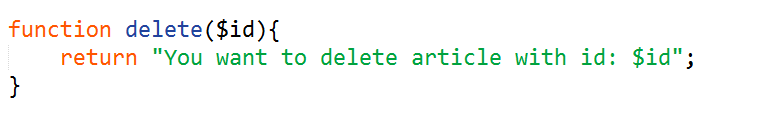 function delete($id){
    return "You want to delete article with id: $id";
}